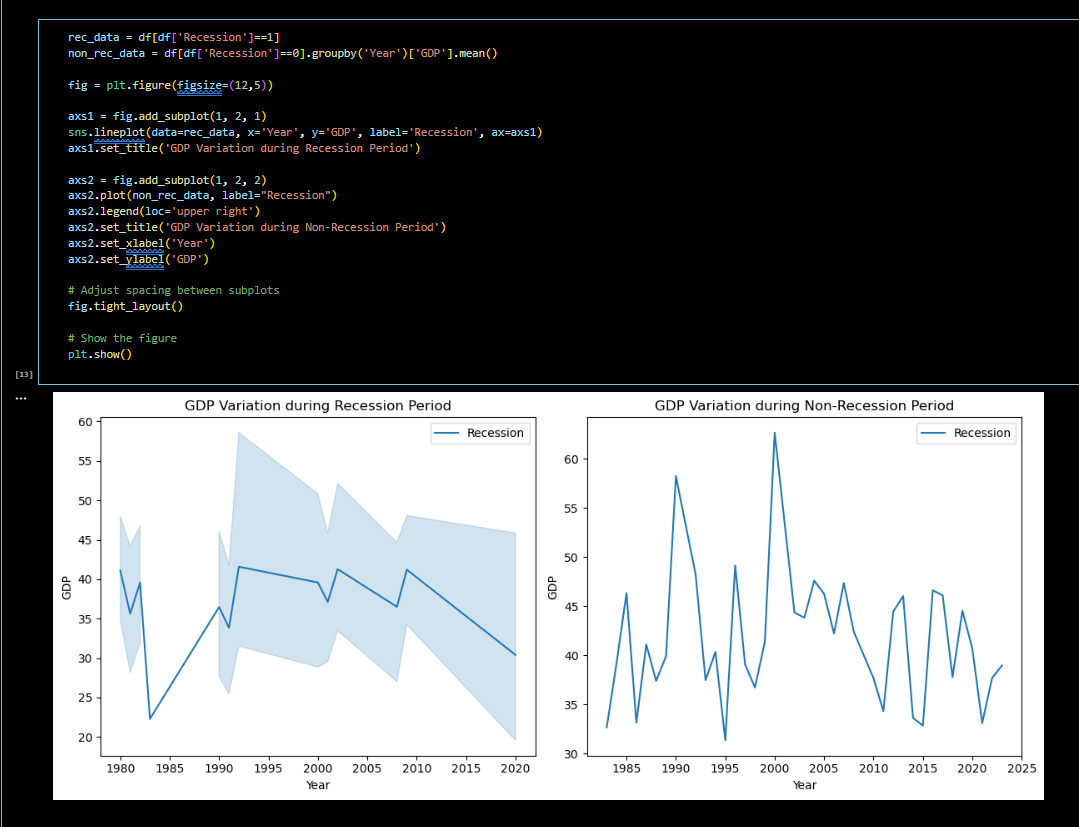 rec_data = df[df['Recession']==1]
non_rec_data = df[df['Recession']==0].groupby('Year')['GDP'].mean()
fig = plt.figure(figsize=(12,5))
axs1 = fig.add_subplot(1, 2, 1)
sns.lineplot(data=rec_data, x='Year', y='GDP', label='Recession', ax=axs1)
axs1.set_title('GDP Variation during Recession Period')
axs2 = fig.add_subplot(1, 2, 2)
axs2.plot(non_rec_data, label="Recession")
axs2.legend(loc='upper right')
axs2.set_title('GDP Variation during Non-Recession Period')
axs2.set_xlabel('Year')
axs2.set_ylabel('GDP')
# Adjust spacing between subplots
fig.tight_layout()
# Show the figure
plt.show()
[13]
...
GDP Variation during Recession Period
Recession
60
55
50
45
40
35
30
25
20
GDP
1980 1985 1990 1995 2000 2005 2010 2015 2020
Year
GDP Variation during Non-Recession Period
Recession
60
55
50
45
40
35
30
GDP
1985 1990 1995 2000 2005 2010 2015 2020 2025
Year